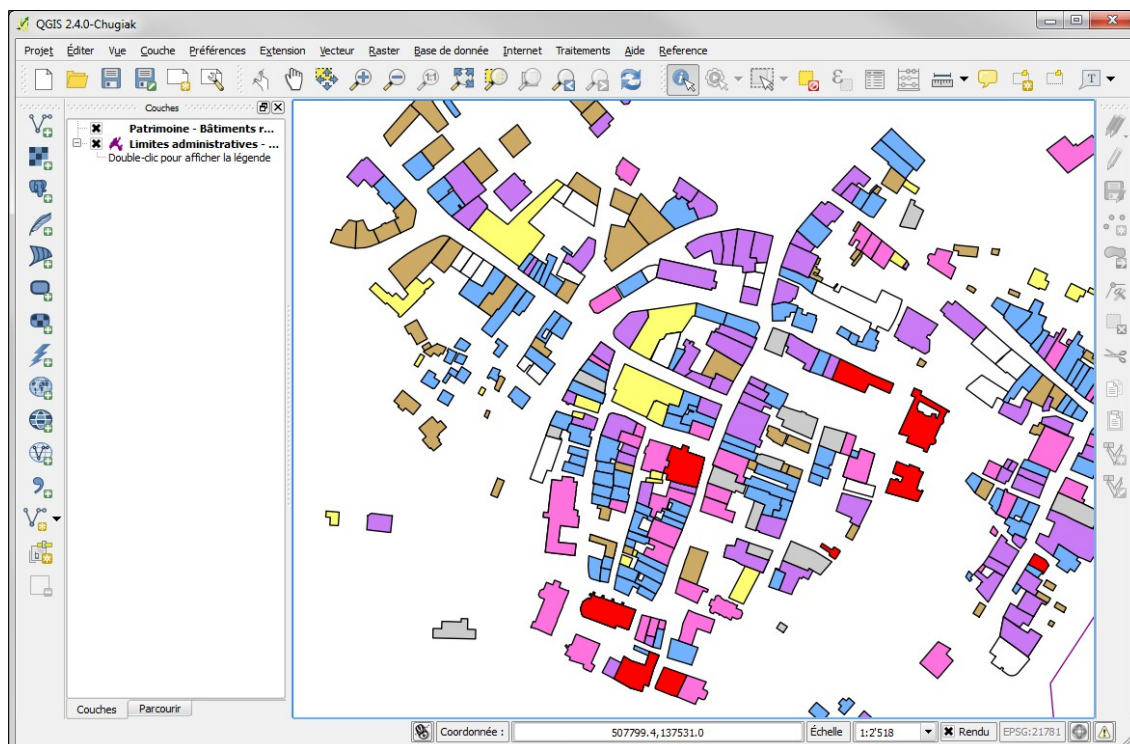 QGIS 2.4.0-Chugiak
Projet Éditer Vue Couche Préférences Extension Vecteur Raster Base de donnée Internet Traitements Aide Reference
Couches
Patrimoine - Bâtiments r...
Limites administratives - ...
Double-clic pour afficher la légende
Couches Parcourir
Coordonnée : 507799.4,137531.0 Échelle 1:2'518 Rendu EPSG:21781